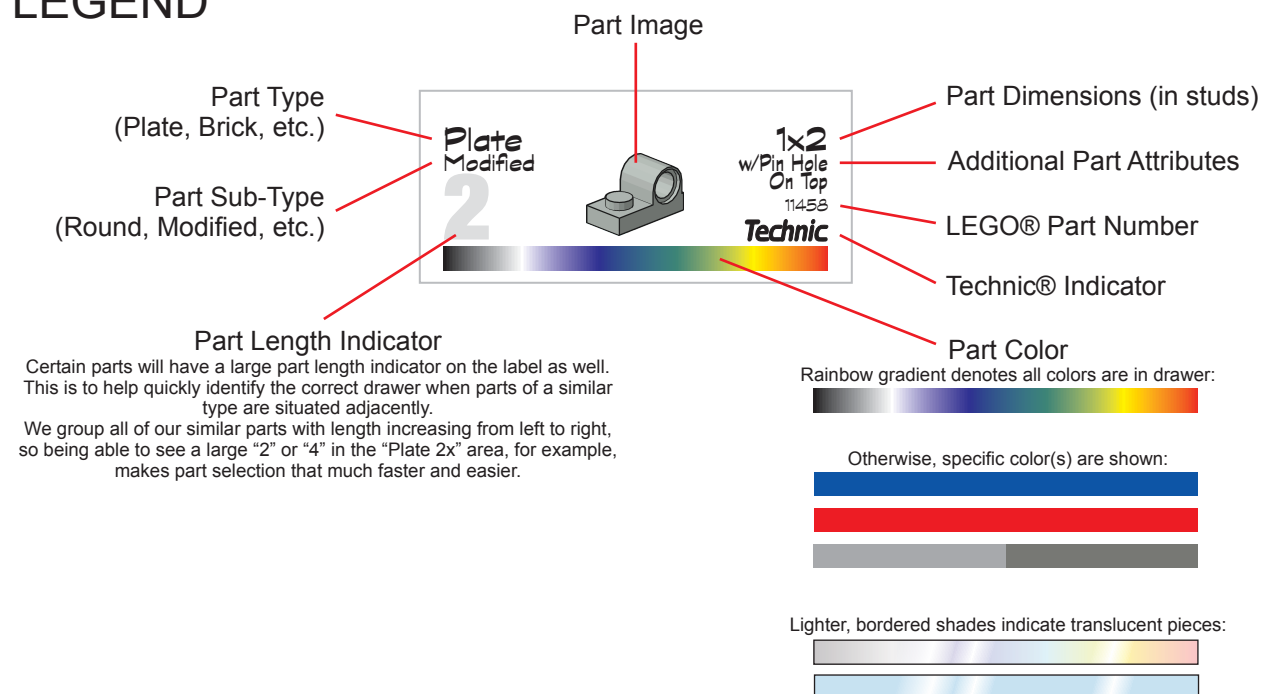 LEGEND
Part Image
Part Type
(Plate, Brick, etc.)
Part Sub-Type
(Round, Modified, etc.)
Plate
Modified
2
1x2
w/Pin Hole
On Top
11458
Technic
Part Dimensions (in studs)
Additional Part Attributes
LEGO® Part Number
Technic® Indicator
Part Length Indicator
Certain parts will have a large part length indicator on the label as well.
This is to help quickly identify the correct drawer when parts of a similar
type are situated adjacently.
We group all of our similar parts with length increasing from left to right,
so being able to see a large “2” or “4” in the “Plate 2x” area, for example,
makes part selection that much faster and easier.
Part Color
Rainbow gradient denotes all colors are in drawer:
Otherwise, specific color(s) are shown:
Lighter, bordered shades indicate translucent pieces: